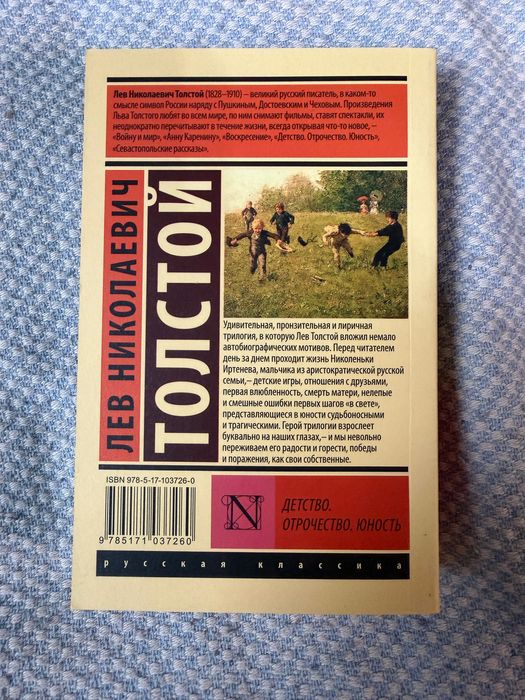 Лев Николаевич Толстой (1828–1910) – великий русский писатель, в каком-то
смысле символ России наряду с Пушкиным, Достоевским и Чеховым. Произведения
Льва Толстого любят во всем мире, по ним снимают фильмы, ставят спектакли, их
неоднократно перечитывают в течение жизни, всегда открывая что-то новое, –
«Войну и мир», «Анну Каренину», «Воскресение», «Детство. Отрочество. Юность»,
«Севастопольские рассказы».
ЛЕВ НИКОЛАЕВИЧ
ТОЛСТОЙ
Удивительная, пронзительная и лиричная
трилогия, в которую Лев Толстой вложил немало
автобиографических мотивов. Перед читателем
день за днем проходит жизнь Николеньки
Иртенева, мальчика из аристократической русской
семьи,– детские игры, отношения с друзьями,
первая влюбленность, смерть матери, нелепые
и смешные ошибки первых шагов «в свете»,
представляющиеся в юности судьбоносными
и трагическими. Герой трилогии взрослеет
буквально на наших глазах,– и мы невольно
переживаем его радости и горести, победы
и поражения, как свои собственные.
ISBN 978-5-17-103726-0
9 785171 037260
N
ДЕТСТВО.
ОТРОЧЕСТВО. ЮНОСТЬ
русская классика